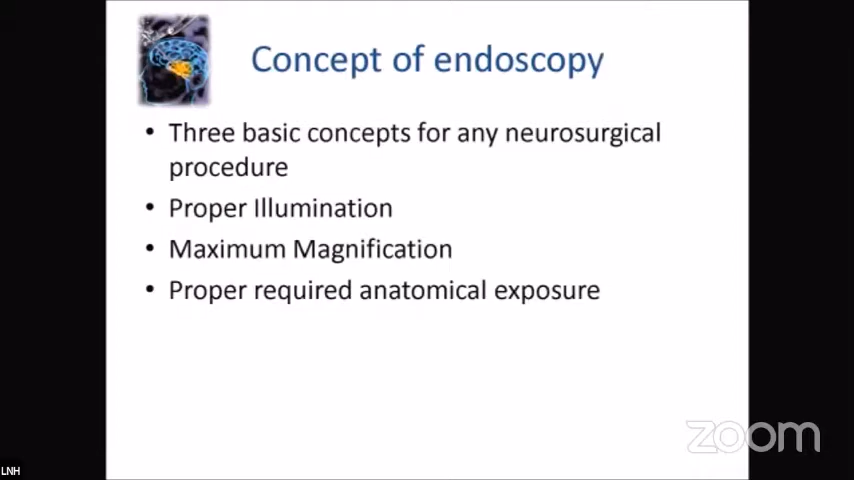 Concept of endoscopy
• Three basic concepts for any neurosurgical
procedure
• Proper Illumination
• Maximum Magnification
• Proper required anatomical exposure
zoom
LNH